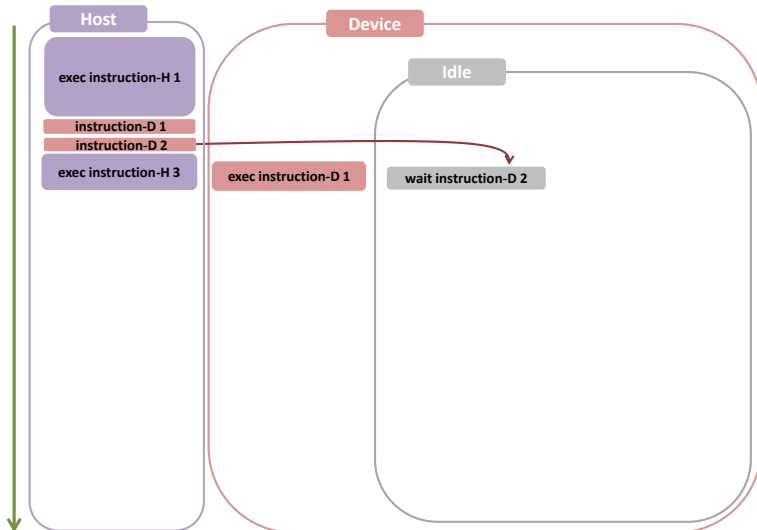 Host
Device
Idle
exec instruction-H 1
instruction-D 1
instruction-D 2
exec instruction-H 3
exec instruction-D 1
wait instruction-D 2